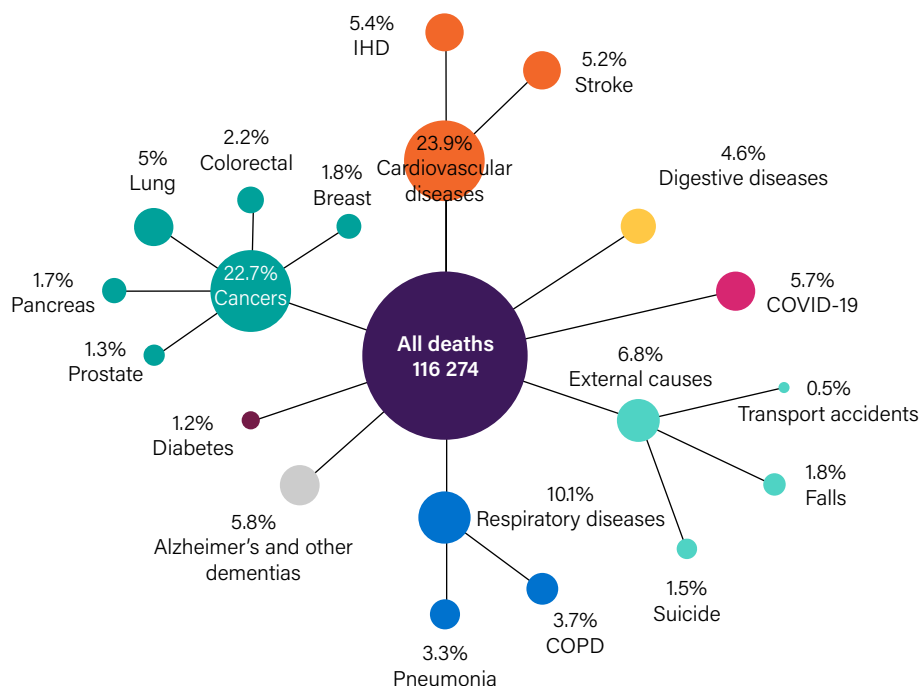 5.4%
IHD
5.2%
Stroke
23.9%
Cardiovascular
diseases
2.2%
Colorectal
5%
Lung
1.8%
Breast
4.6%
Digestive diseases
22.7%
Cancers
1.7%
Pancreas
5.7%
COVID-19
1.3%
Prostate
All deaths
116 274
6.8%
External causes
0.5%
Transport accidents
1.2%
Diabetes
1.8%
Falls
5.8%
Alzheimer’s and other
dementias
10.1%
Respiratory diseases
1.5%
Suicide
3.7%
COPD
3.3%
Pneumonia